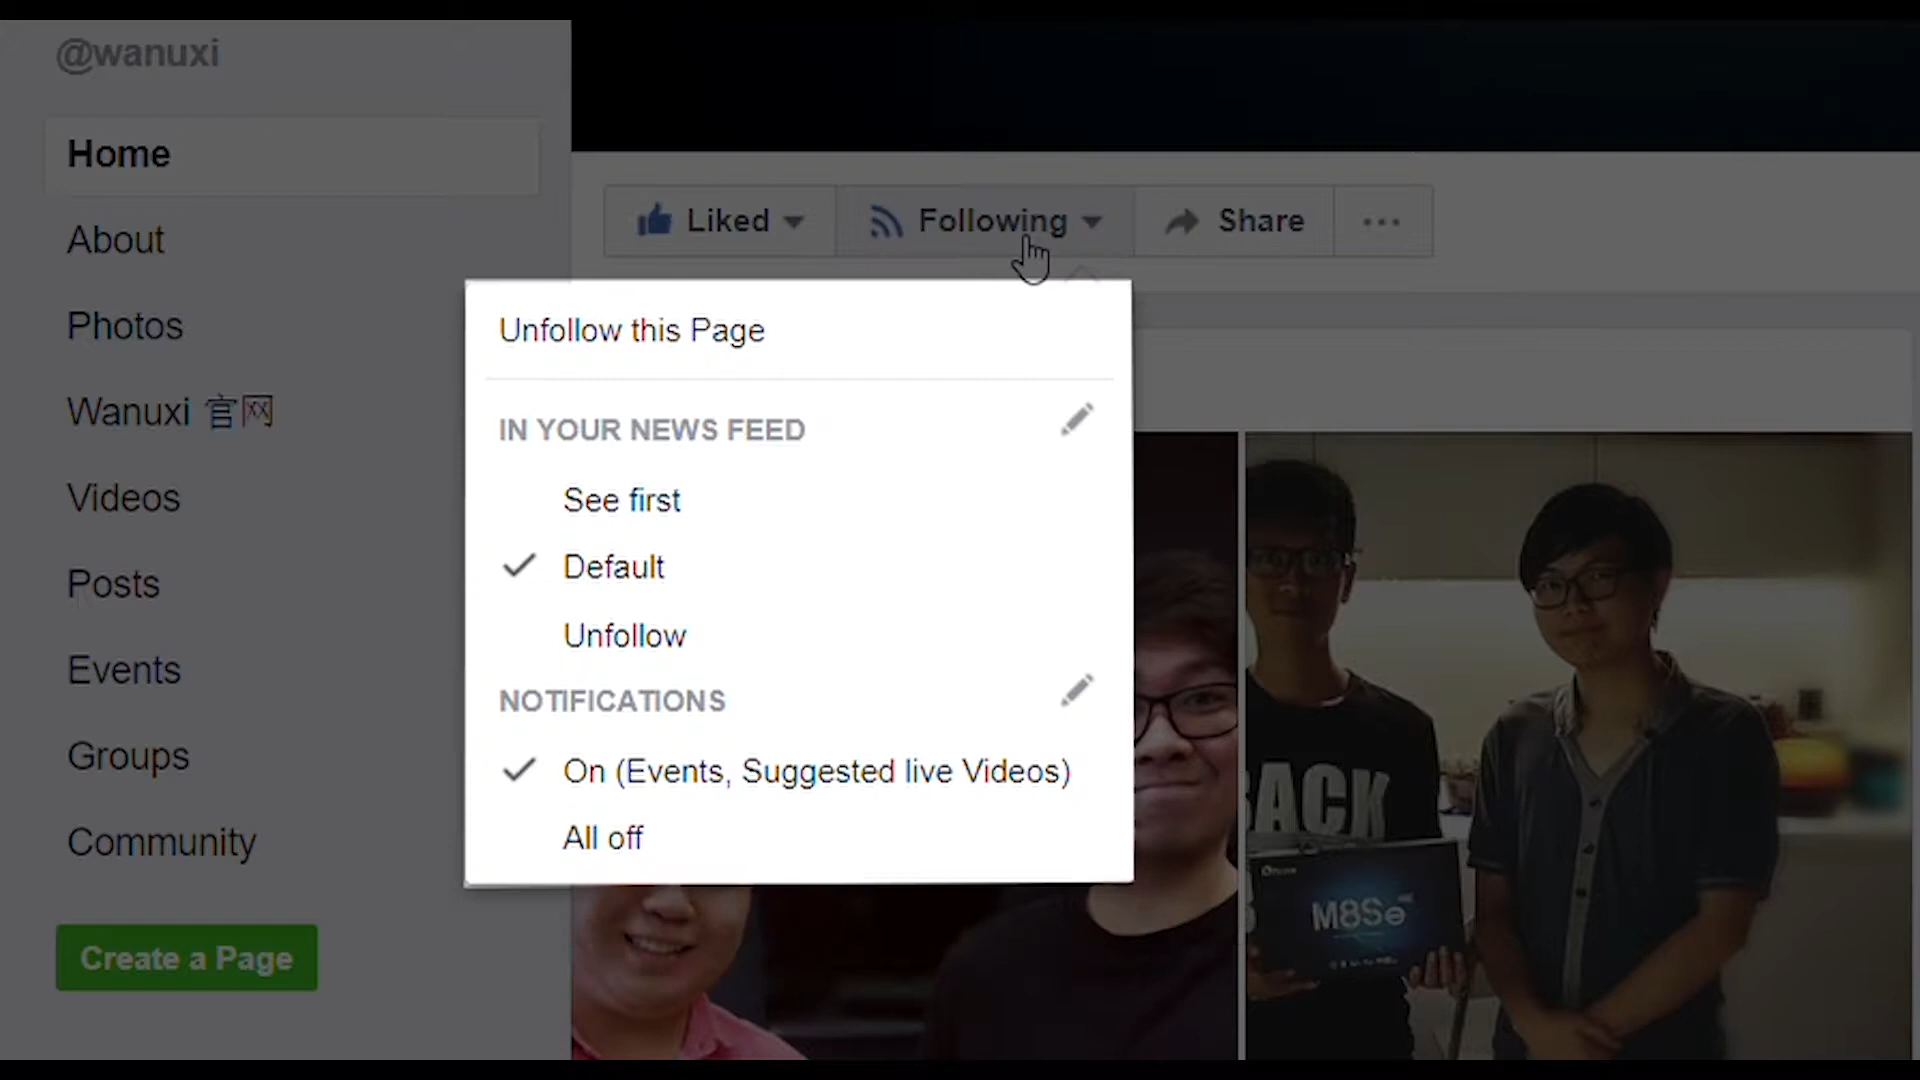 @wanuxi
Home
About
Photos
Wanuxi 官网
Videos
Posts
Events
Groups
Community
Create a Page
Liked
Following
Share
Unfollow this Page
IN YOUR NEWS FEED
See first
Default
Unfollow
NOTIFICATIONS
On (Events, Suggested live Videos)
All off
BACK
M8Se